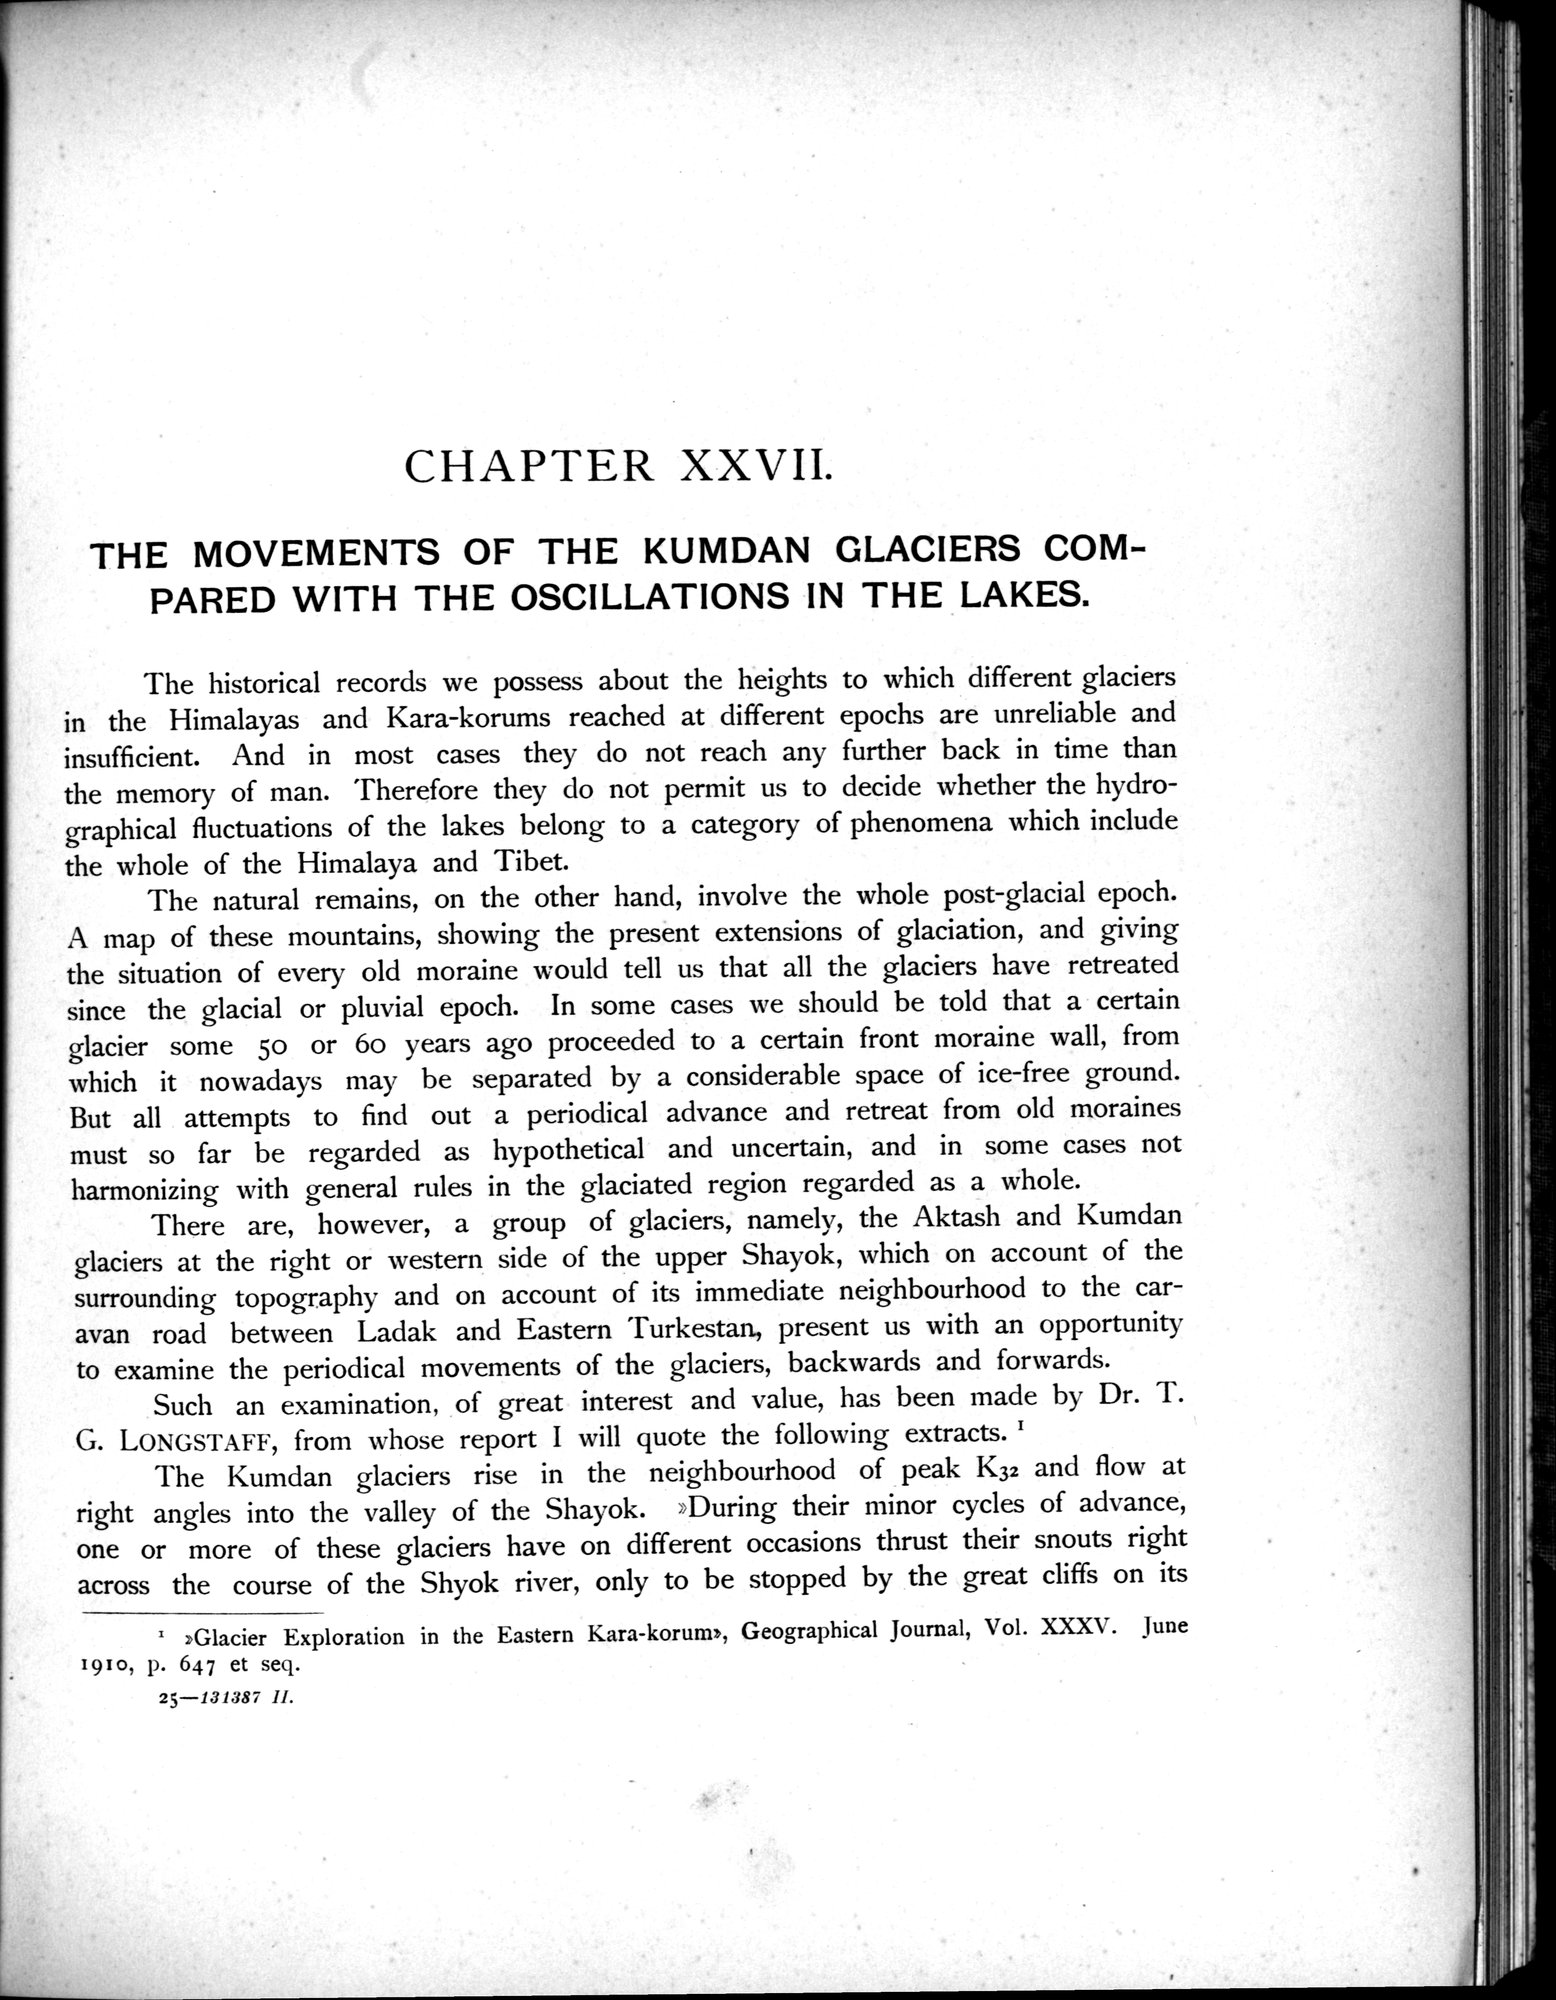 CHAPTER XXVII.
THE MOVEMENTS OF THE KUMDAN GLACIERS COM-
PARED WITH THE OSCILLATIONS IN THE LAKES.
The historical records we possess about the heights to which different glaciers
in the Himalayas and Kara-korums reached at different epochs are unreliable and
insufficient. And in most cases they do not reach any further back in time than
the memory of man. Therefore they do not permit us to decide whether the hydro-
graphical fluctuations of the lakes belong to a category of phenomena which include
the whole of the Himalaya and Tibet.
The natural remains, on the other hand, involve the whole post-glacial epoch.
A map of these mountains, showing the present extensions of glaciation, and giving
the situation of every old moraine would tell us that all the glaciers have retreated
since the glacial or pluvial epoch. In some cases we should be told that a certain
glacier some 50 or 60 years ago proceeded to a certain front moraine wall, from
which it nowadays may be separated by a considerable space of ice-free ground.
But all attempts to find out a periodical advance and retreat from old moraines
must so far be regarded as hypothetical and uncertain, and in some cases not
harmonizing with general rules in the glaciated region regarded as a whole.
There are, however, a group of glaciers, namely, the Aktash and Kumdan
glaciers at the right or western side of the upper Shayok, which on account of the
surrounding topography and on account of its immediate neighbourhood to the car-
avan road between Ladak and Eastern Turkestan, present us with an opportunity
to examine the periodical movements of the glaciers, backwards and forwards.
Such an examination, of great interest and value, has been made by Dr. T.
G. LONGSTAFF, from whose report I will quote the following extracts. ¹
The Kumdan glaciers rise in the neighbourhood of peak K32 and flow at
right angles into the valley of the Shayok. »During their minor cycles of advance,
one or more of these glaciers have on different occasions thrust their snouts right
across the course of the Shyok river, only to be stopped by the great cliffs on its
¹ »Glacier Exploration in the Eastern Kara-korum», Geographical Journal, Vol. XXXV. June
1910, p. 647 et seq.
25—131387 II.